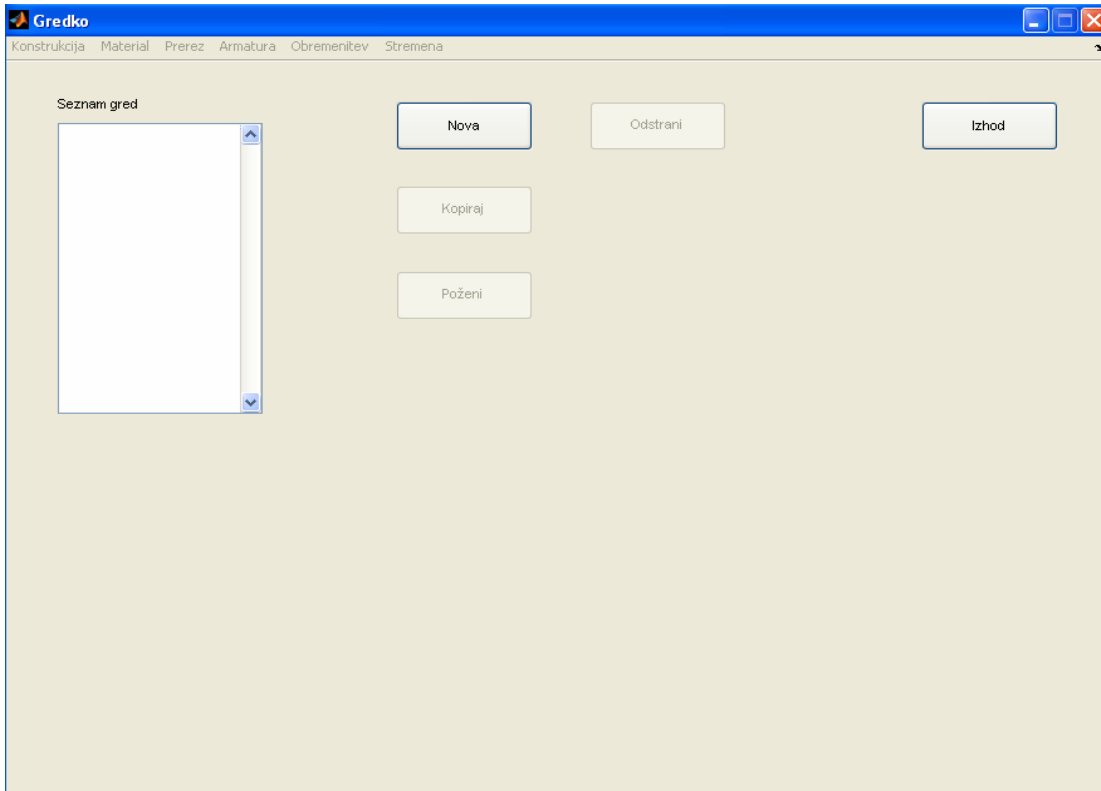 Gredko
Konstrukcija Material Prerez Armatura Obremenitev Stremena
Seznam gred
Nova
Odstrani
Izhod
Kopiraj
Poženi